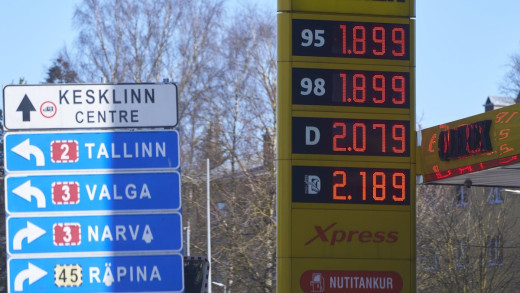 KESKLINN
CENTRE
2 TALLINN
3 VALGA
3 NARVA
45 RÄPINA
95 1.899
98 1.899
D 2.079
D 2.189
Xpress
NUTITANKUR